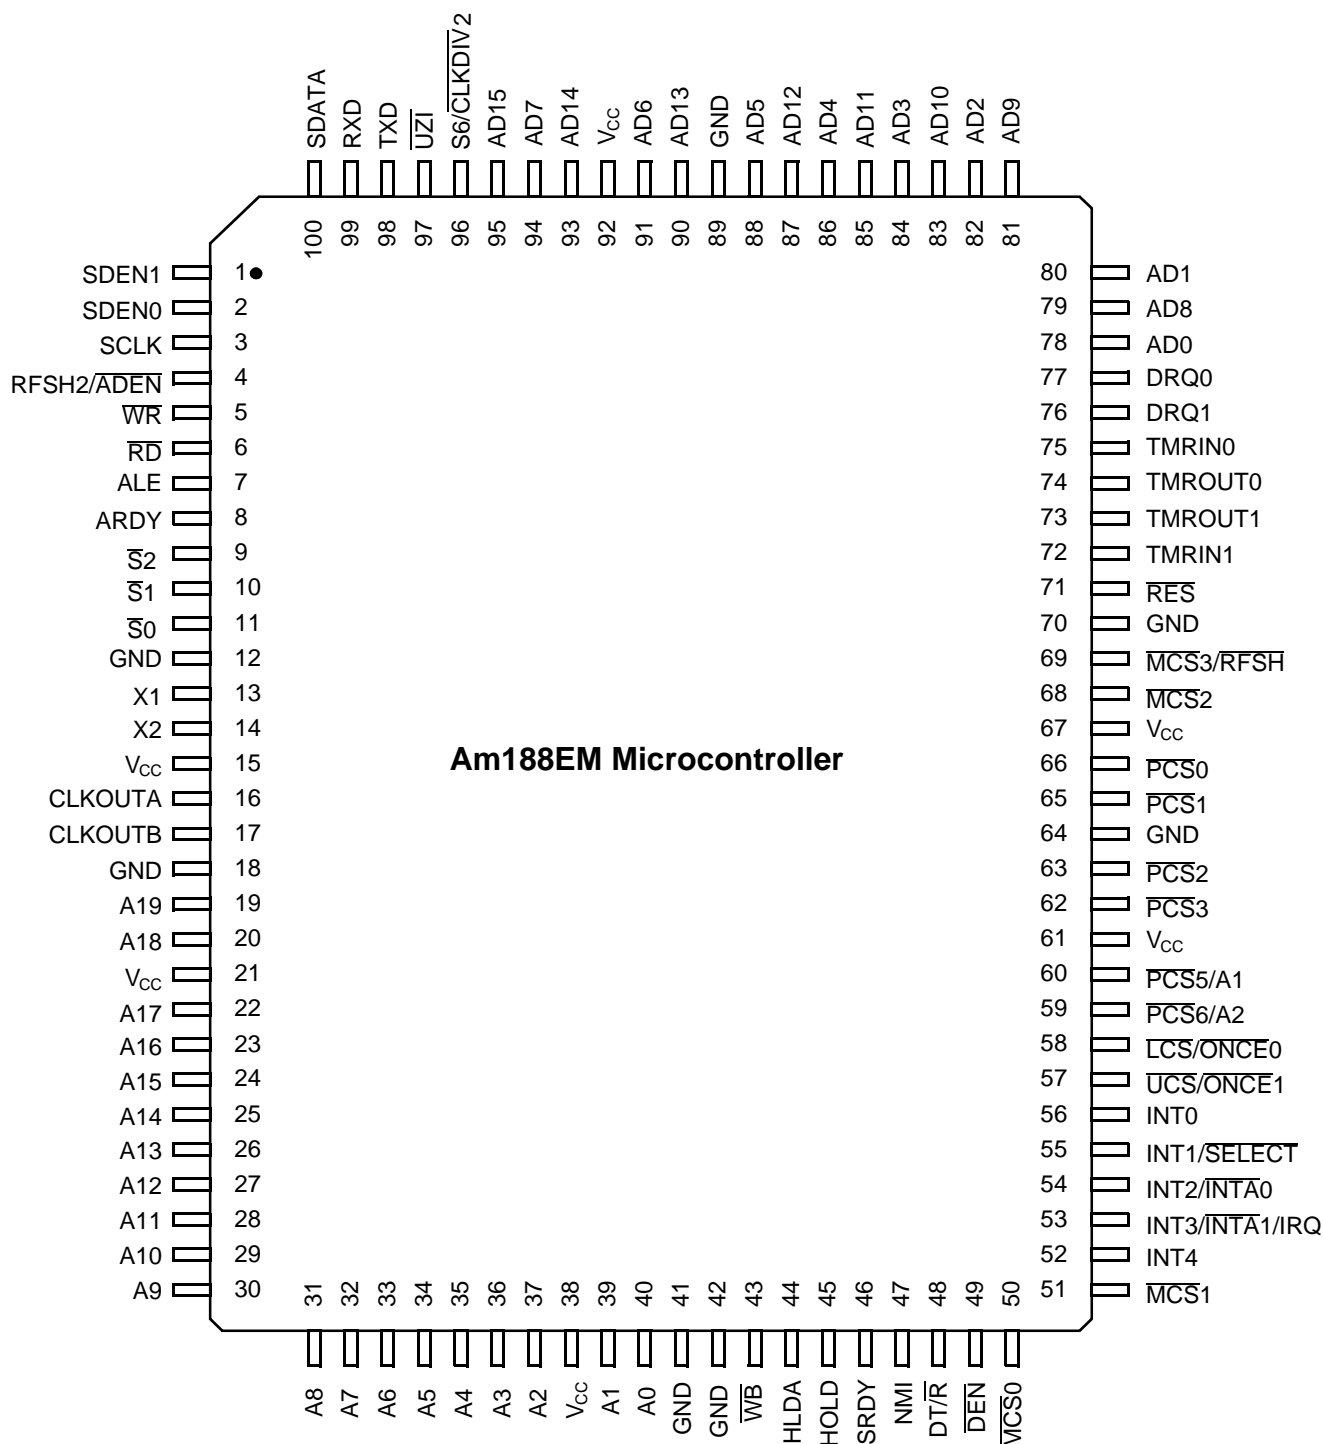 SDATA
RXD
TXD
UZI
S6/CLKDIV2
AD15
AD7
AD14
VCC
AD6
AD13
GND
AD5
AD12
AD4
AD11
AD3
AD10
AD2
AD9
100
99
98
97
96
95
94
93
92
91
90
89
88
87
86
85
84
83
82
81
SDEN1 1 80 AD1
SDEN0 2 79 AD8
SCLK 3 78 AD0
RFSH2/ADEN 4 77 DRQ0
WR 5 76 DRQ1
RD 6 75 TMRIN0
ALE 7 74 TMROUT0
ARDY 8 73 TMROUT1
S2 9 72 TMRIN1
S1 10 71 RES
S0 11 70 GND
GND 12 69 MCS3/RFSH
X1 13 68 MCS2
X2 14 67 VCC
Am188EM Microcontroller
VCC 15 66 PCS0
CLKOUTA 16 65 PCS1
CLKOUTB 17 64 GND
GND 18 63 PCS2
A19 19 62 PCS3
A18 20 61 VCC
VCC 21 60 PCS5/A1
A17 22 59 PCS6/A2
A16 23 58 LCS/ONCE0
A15 24 57 UCS/ONCE1
A14 25 56 INT0
A13 26 55 INT1/SELECT
A12 27 54 INT2/INTA0
A11 28 53 INT3/INTA1/IRQ
A10 29 52 INT4
A9 30 51 MCS1
31
32
33
34
35
36
37
38
39
40
41
42
43
44
45
46
47
48
49
50
A8
A7
A6
A5
A4
A3
A2
VCC
A1
A0
GND
GND
WB
HLDA
HOLD
SRDY
NMI
DT/R
DEN
MCS0